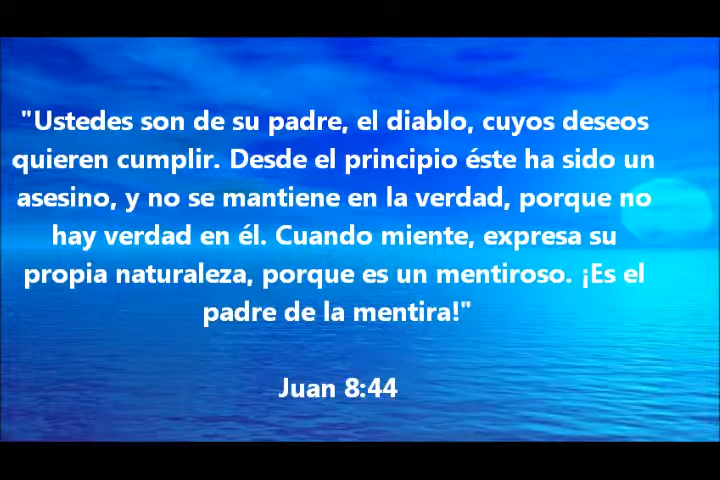 "Ustedes son de su padre, el diablo, cuyos deseos
quieren cumplir. Desde el principio éste ha sido un
asesino, y no se mantiene en la verdad, porque no
hay verdad en él. Cuando miente, expresa su
propia naturaleza, porque es un mentiroso. ¡Es el
padre de la mentira!"
Juan 8:44